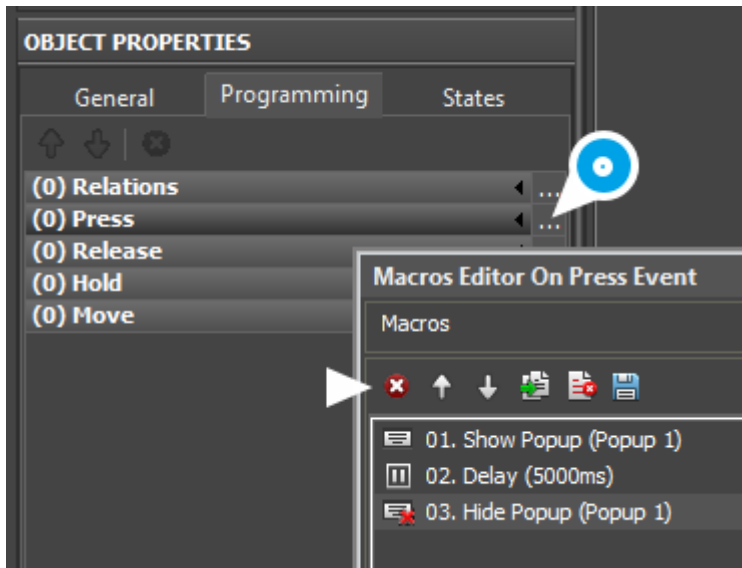 OBJECT PROPERTIES
General Programming States
(0) Relations ...
(0) Press ...
(0) Release
(0) Hold
(0) Move
Macros Editor On Press Event
Macros
01. Show Popup (Popup 1)
02. Delay (5000ms)
03. Hide Popup (Popup 1)